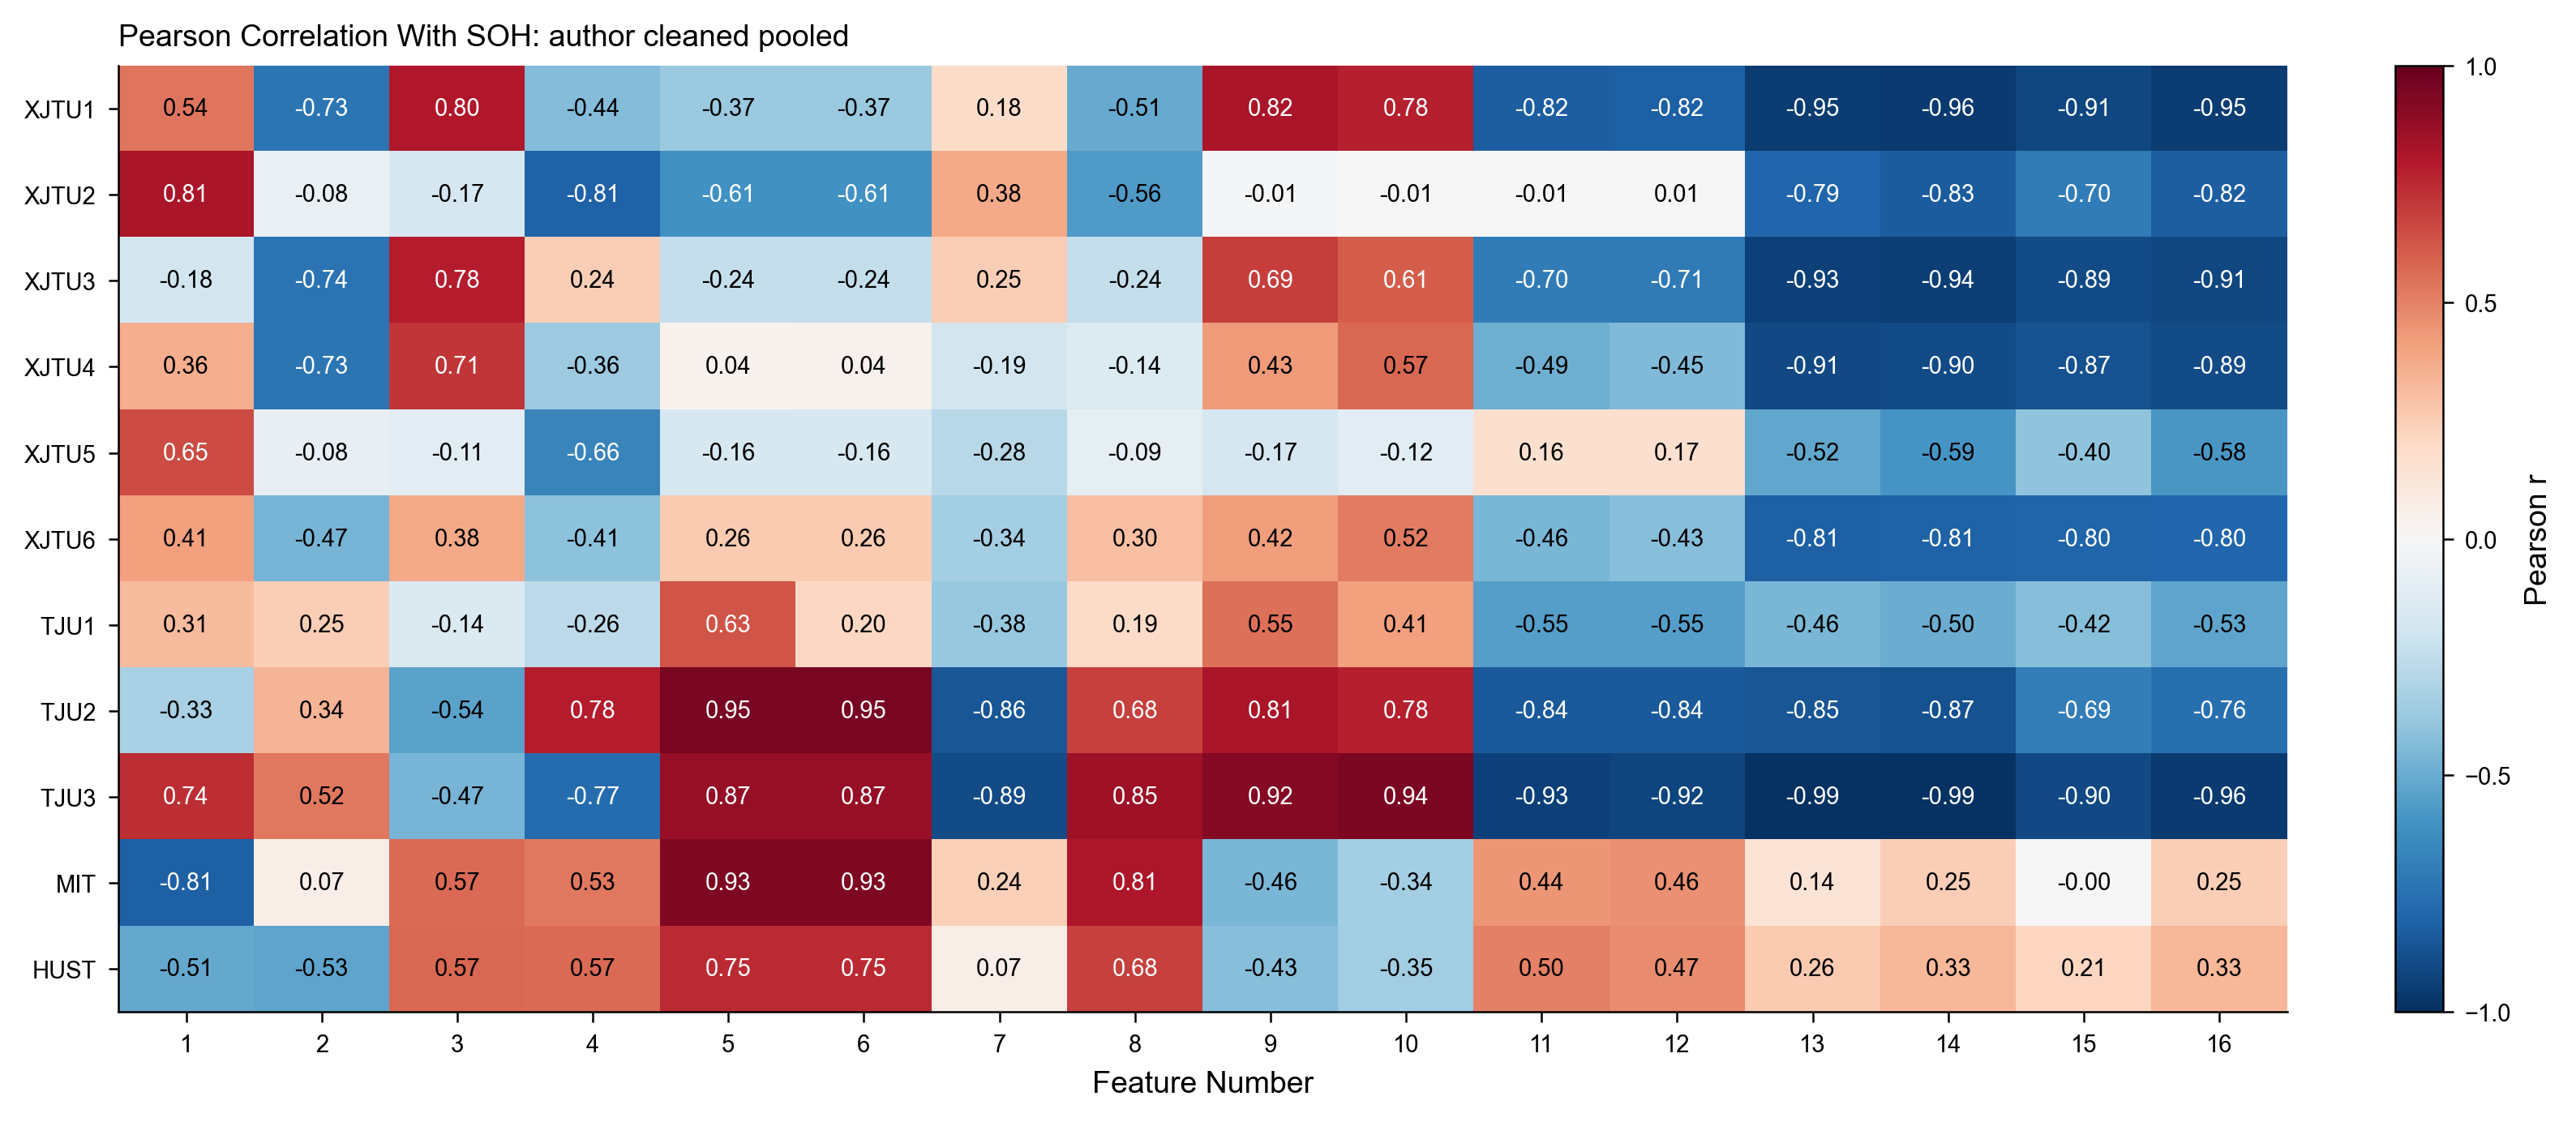 Pearson Correlation With SOH: author cleaned pooled
XJTU1 0.54 -0.73 0.80 -0.44 -0.37 -0.37 0.18 -0.51 0.82 0.78 -0.82 -0.82 -0.95 -0.96 -0.91 -0.95
XJTU2 0.81 -0.08 -0.17 -0.81 -0.61 -0.61 0.38 -0.56 -0.01 -0.01 -0.01 0.01 -0.79 -0.83 -0.70 -0.82
XJTU3 -0.18 -0.74 0.78 0.24 -0.24 -0.24 0.25 -0.24 0.69 0.61 -0.70 -0.71 -0.93 -0.94 -0.89 -0.91
XJTU4 0.36 -0.73 0.71 -0.36 0.04 0.04 -0.19 -0.14 0.43 0.57 -0.49 -0.45 -0.91 -0.90 -0.87 -0.89
XJTU5 0.65 -0.08 -0.11 -0.66 -0.16 -0.16 -0.28 -0.09 -0.17 -0.12 0.16 0.17 -0.52 -0.59 -0.40 -0.58
XJTU6 0.41 -0.47 0.38 -0.41 0.26 0.26 -0.34 0.30 0.42 0.52 -0.46 -0.43 -0.81 -0.81 -0.80 -0.80
TJU1 0.31 0.25 -0.14 -0.26 0.63 0.20 -0.38 0.19 0.55 0.41 -0.55 -0.55 -0.46 -0.50 -0.42 -0.53
TJU2 -0.33 0.34 -0.54 0.78 0.95 0.95 -0.86 0.68 0.81 0.78 -0.84 -0.84 -0.85 -0.87 -0.69 -0.76
TJU3 0.74 0.52 -0.47 -0.77 0.87 0.87 -0.89 0.85 0.92 0.94 -0.93 -0.92 -0.99 -0.99 -0.90 -0.96
MIT -0.81 0.07 0.57 0.53 0.93 0.93 0.24 0.81 -0.46 -0.34 0.44 0.46 0.14 0.25 -0.00 0.25
HUST -0.51 -0.53 0.57 0.57 0.75 0.75 0.07 0.68 -0.43 -0.35 0.50 0.47 0.26 0.33 0.21 0.33
1 2 3 4 5 6 7 8 9 10 11 12 13 14 15 16
Feature Number
1.0
0.5
0.0
−0.5
−1.0
Pearson r